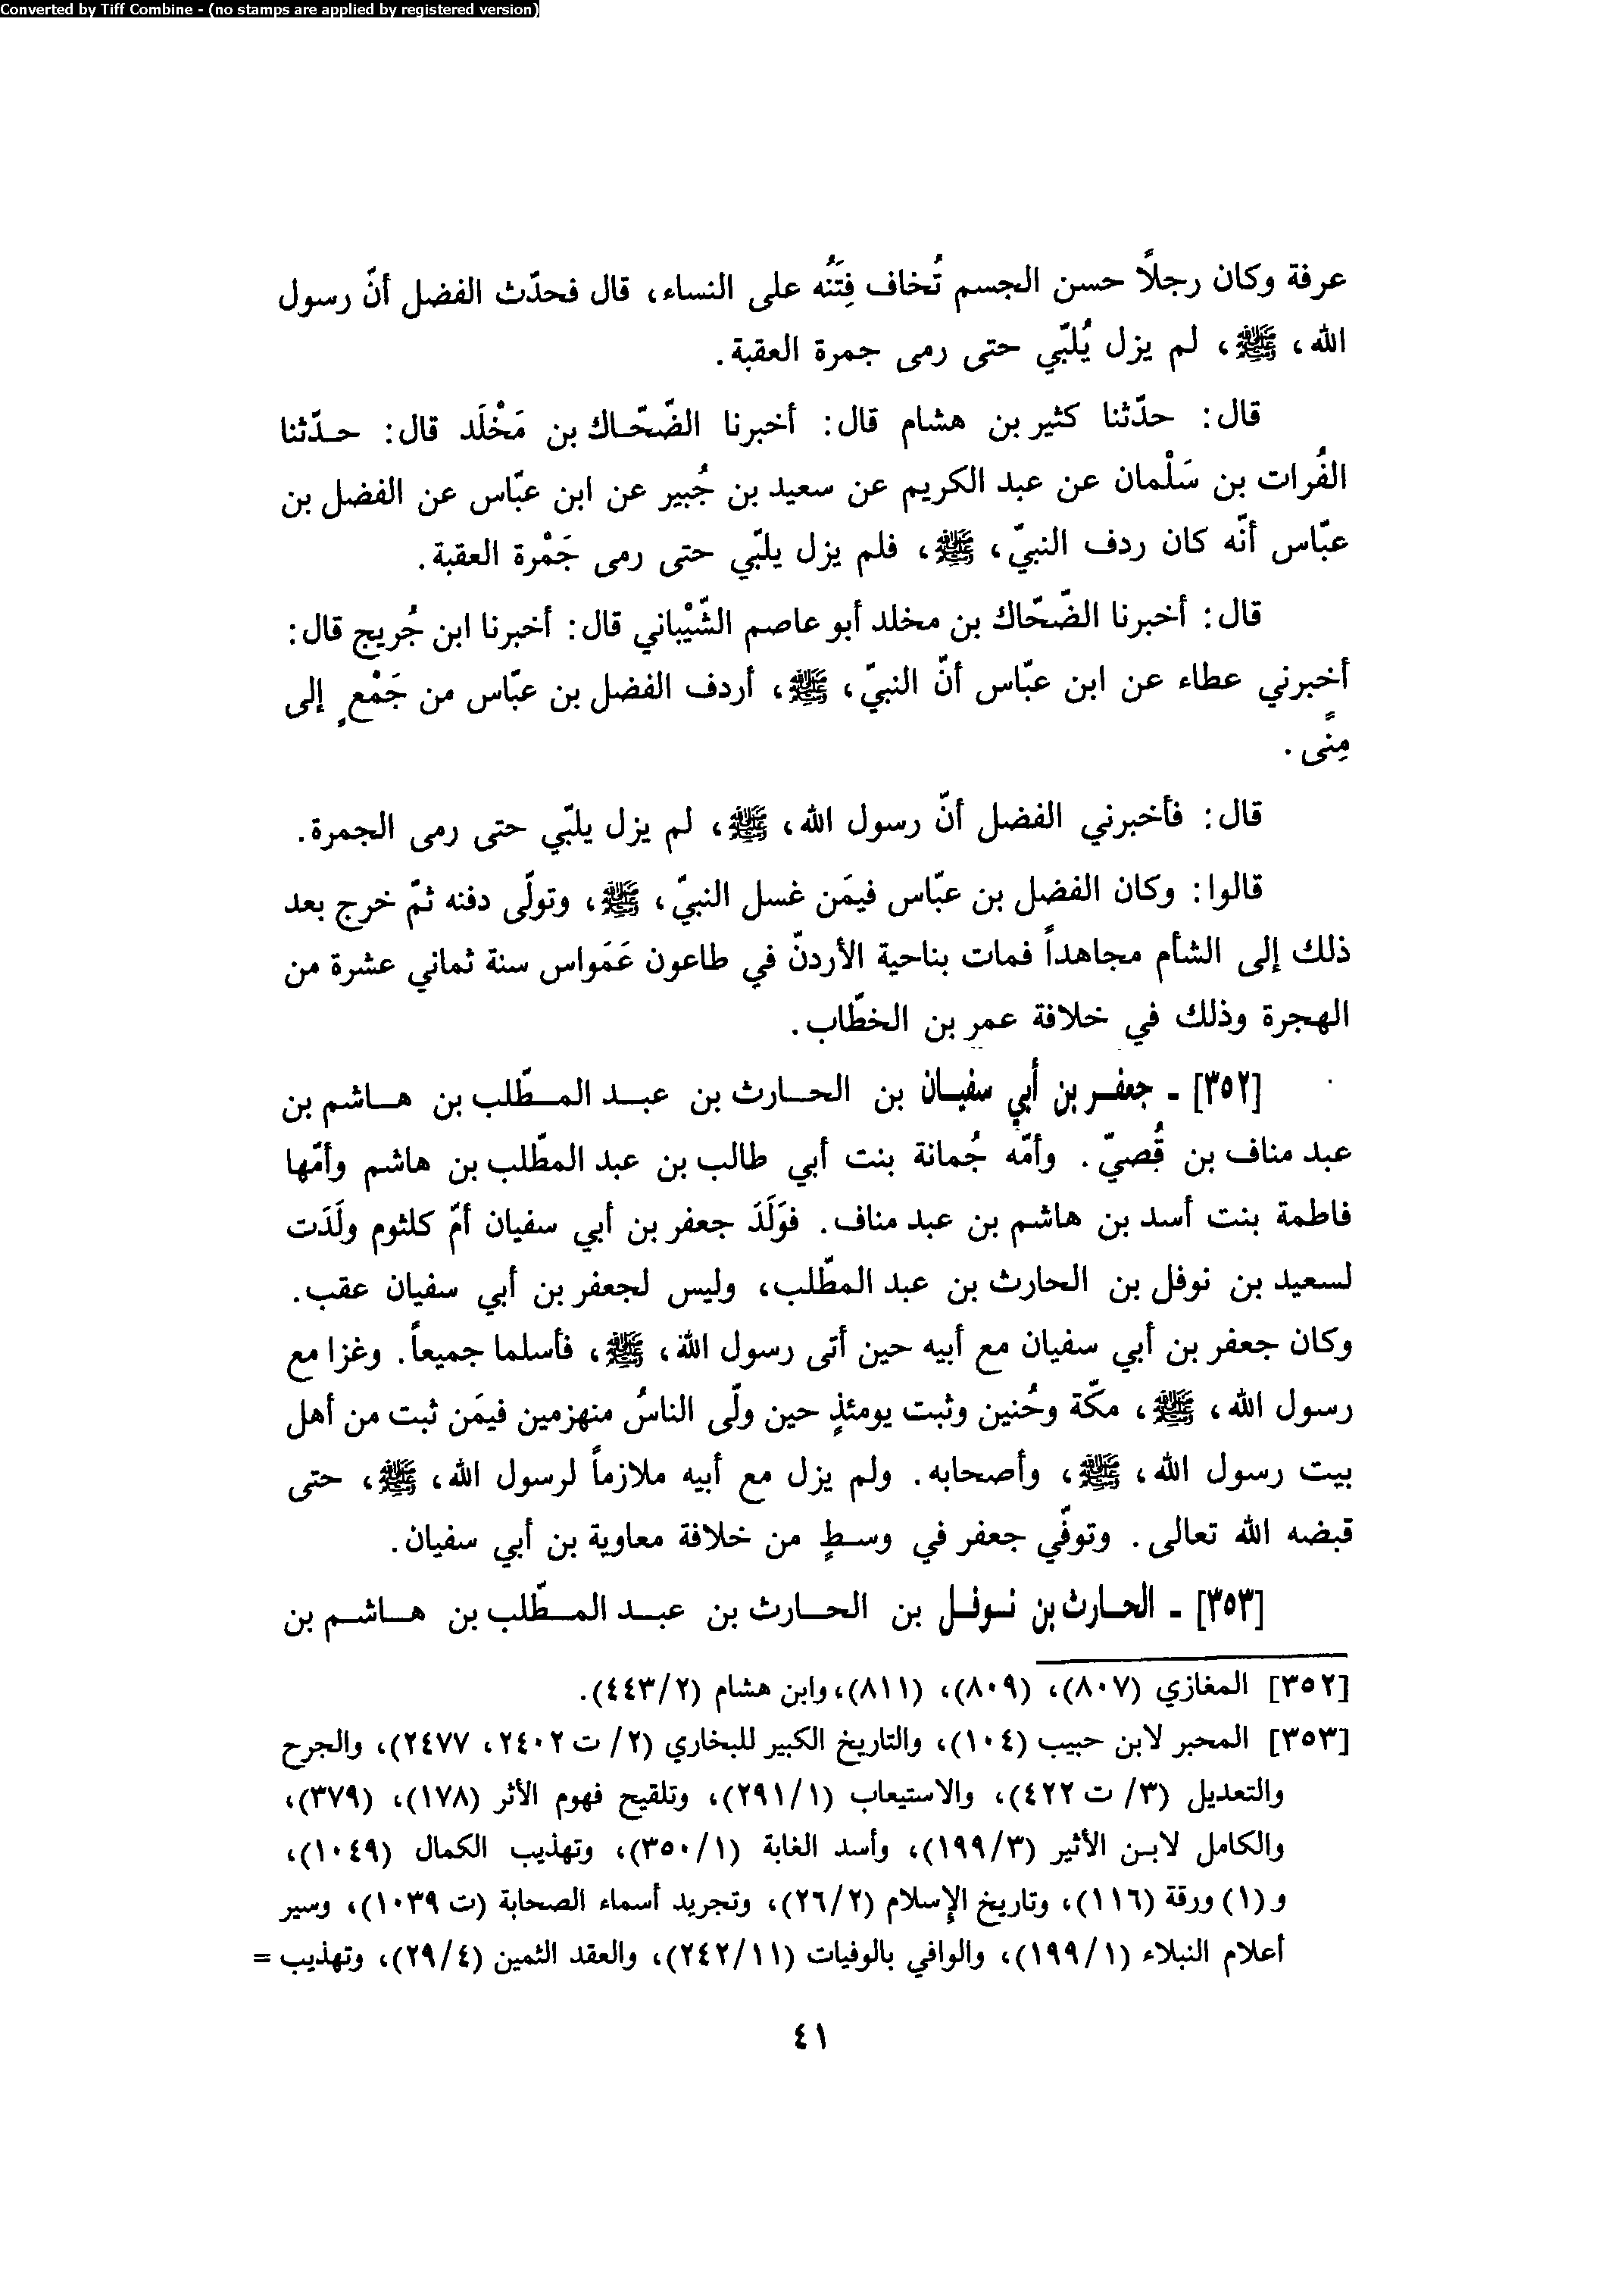 Converted by Tiff Combine - (no stamps are applied by registered version)
عرفة وكان رجلاً حسن الجسم تُخاف فِتَنُه على النساء، قال فحدّث الفضل أنّ رسول
الله، ﷺ، لم يزل يُلبّي حتى رمى جمرة العقبة.
قال: حدّثنا كثير بن هشام قال: أخبرنا الضّحّاك بن مَخْلَد قال: حدّثنا
الفُرات بن سَلْمان عن عبد الكريم عن سعيد بن جُبير عن ابن عبّاس عن الفضل بن
عبّاس أنّه كان ردف النبيّ، ﷺ، فلم يزل يلبّي حتى رمى جَمْرة العقبة.
قال: أخبرنا الضّحّاك بن مخلد أبو عاصم الشّيْباني قال: أخبرنا ابن جُريج قال:
أخبرني عطاء عن ابن عبّاس أنّ النبيّ، ﷺ، أردف الفضل بن عبّاس من جَمْعٍ إلى
مِنًى.
قال: فأخبرني الفضل أنّ رسول الله، ﷺ، لم يزل يلبّي حتى رمى الجمرة.
قالوا: وكان الفضل بن عبّاس فيمَن غسل النبيّ، ﷺ، وتولّى دفنه ثمّ خرج بعد
ذلك إلى الشأم مجاهداً فمات بناحية الأردنّ في طاعون عَمَواس سنة ثماني عشرة من
الهجرة وذلك في خلافة عمر بن الخطّاب.
[٣٥٢] ـ جعفر بن أبي سفيان بن الحارث بن عبد المطّلب بن هاشم بن
عبد مناف بن قُصيّ. وأمّه جُمانة بنت أبي طالب بن عبد المطّلب بن هاشم وأمّها
فاطمة بنت أسد بن هاشم بن عبد مناف. فوَلَدَ جعفر بن أبي سفيان أمّ كلثوم ولَدَت
لسعيد بن نوفل بن الحارث بن عبد المطّلب، وليس لجعفر بن أبي سفيان عقب.
وكان جعفر بن أبي سفيان مع أبيه حين أتى رسول الله، ﷺ، فأسلما جميعاً. وغزا مع
رسول الله، ﷺ، مكّة وحُنين وثبت يومئذٍ حين ولّى الناسُ منهزمين فيمَن ثبت من أهل
بيت رسول الله، ﷺ، وأصحابه. ولم يزل مع أبيه ملازماً لرسول الله، ﷺ، حتى
قبضه الله تعالى. وتوفّي جعفر في وسطٍ من خلافة معاوية بن أبي سفيان.
[٣٥٣] ـ الحارث بن نوفل بن الحارث بن عبد المطّلب بن هاشم بن
[٣٥٢] المغازي (٨٠٧)، (٨٠٩)، (٨١١)، وابن هشام (٤٤٣/٢).
[٣٥٣] المحبر لابن حبيب (١٠٤)، والتاريخ الكبير للبخاري (٢/ ت ٢٤٠٢، ٢٤٧٧)، والجرح
والتعديل (٣/ ت ٤٢٢)، والاستيعاب (٢٩١/١)، وتلقيح فهوم الأثر (١٧٨)، (٣٧٩)،
والكامل لابن الأثير (١٩٩/٣)، وأسد الغابة (٣٥٠/١)، وتهذيب الكمال (١٠٤٩)،
و (١) ورقة (١١٦)، وتاريخ الإسلام (٢٦/٢)، وتجريد أسماء الصحابة (ت ١٠٣٩)، وسير
أعلام النبلاء (١٩٩/١)، والوافي بالوفيات (٢٤٢/١١)، والعقد الثمين (٢٩/٤)، وتهذيب =
٤١